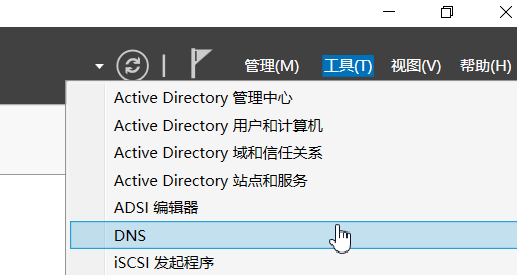 管理(M) 工具(T) 视图(V) 帮助(H)
Active Directory 管理中心
Active Directory 用户和计算机
Active Directory 域和信任关系
Active Directory 站点和服务
ADSI 编辑器
DNS
iSCSI 发起程序